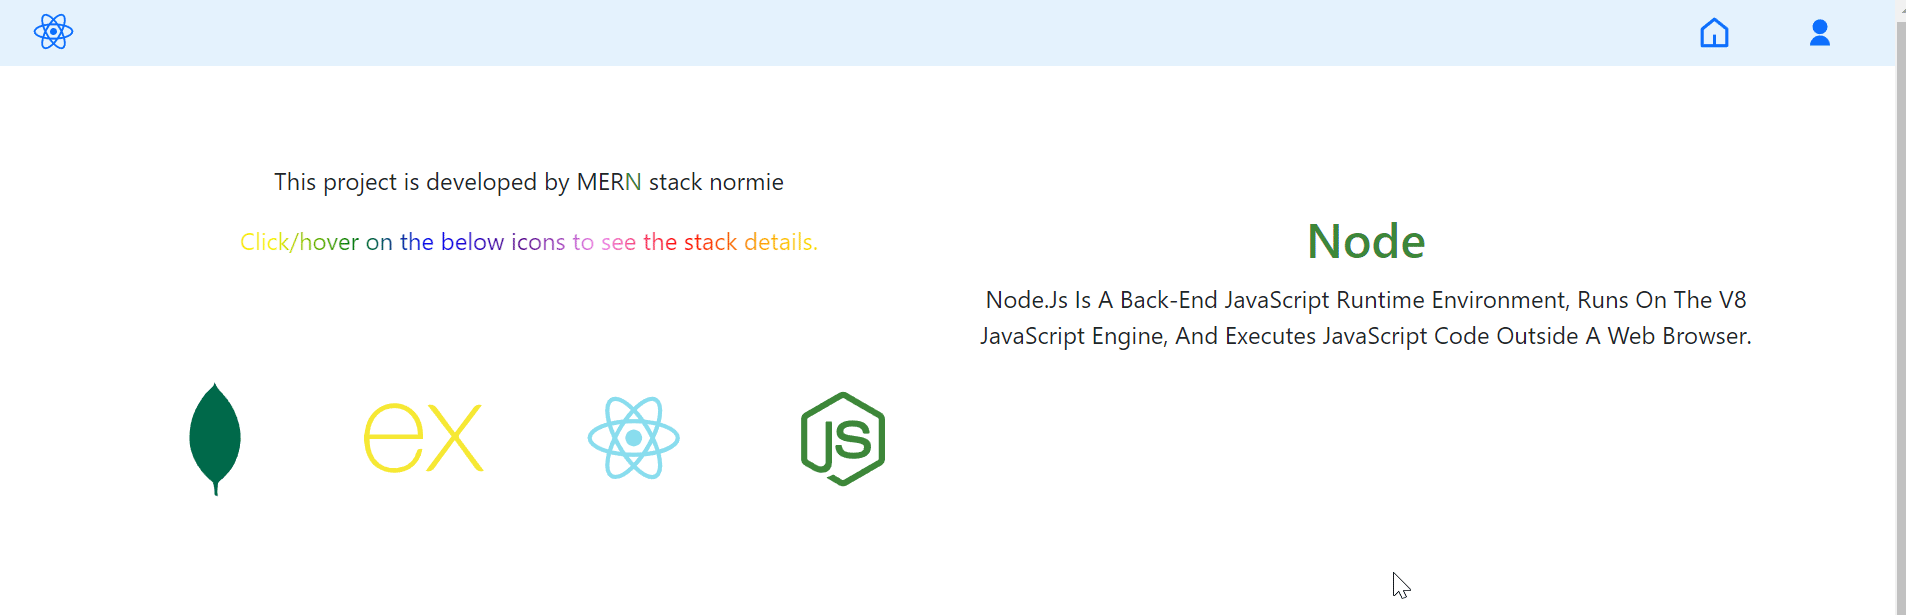 This project is developed by MERN stack normie
Click/hover on the below icons to see the stack details.
ex
JS
Node
Node.Js Is A Back-End JavaScript Runtime Environment, Runs On The V8
JavaScript Engine, And Executes JavaScript Code Outside A Web Browser.